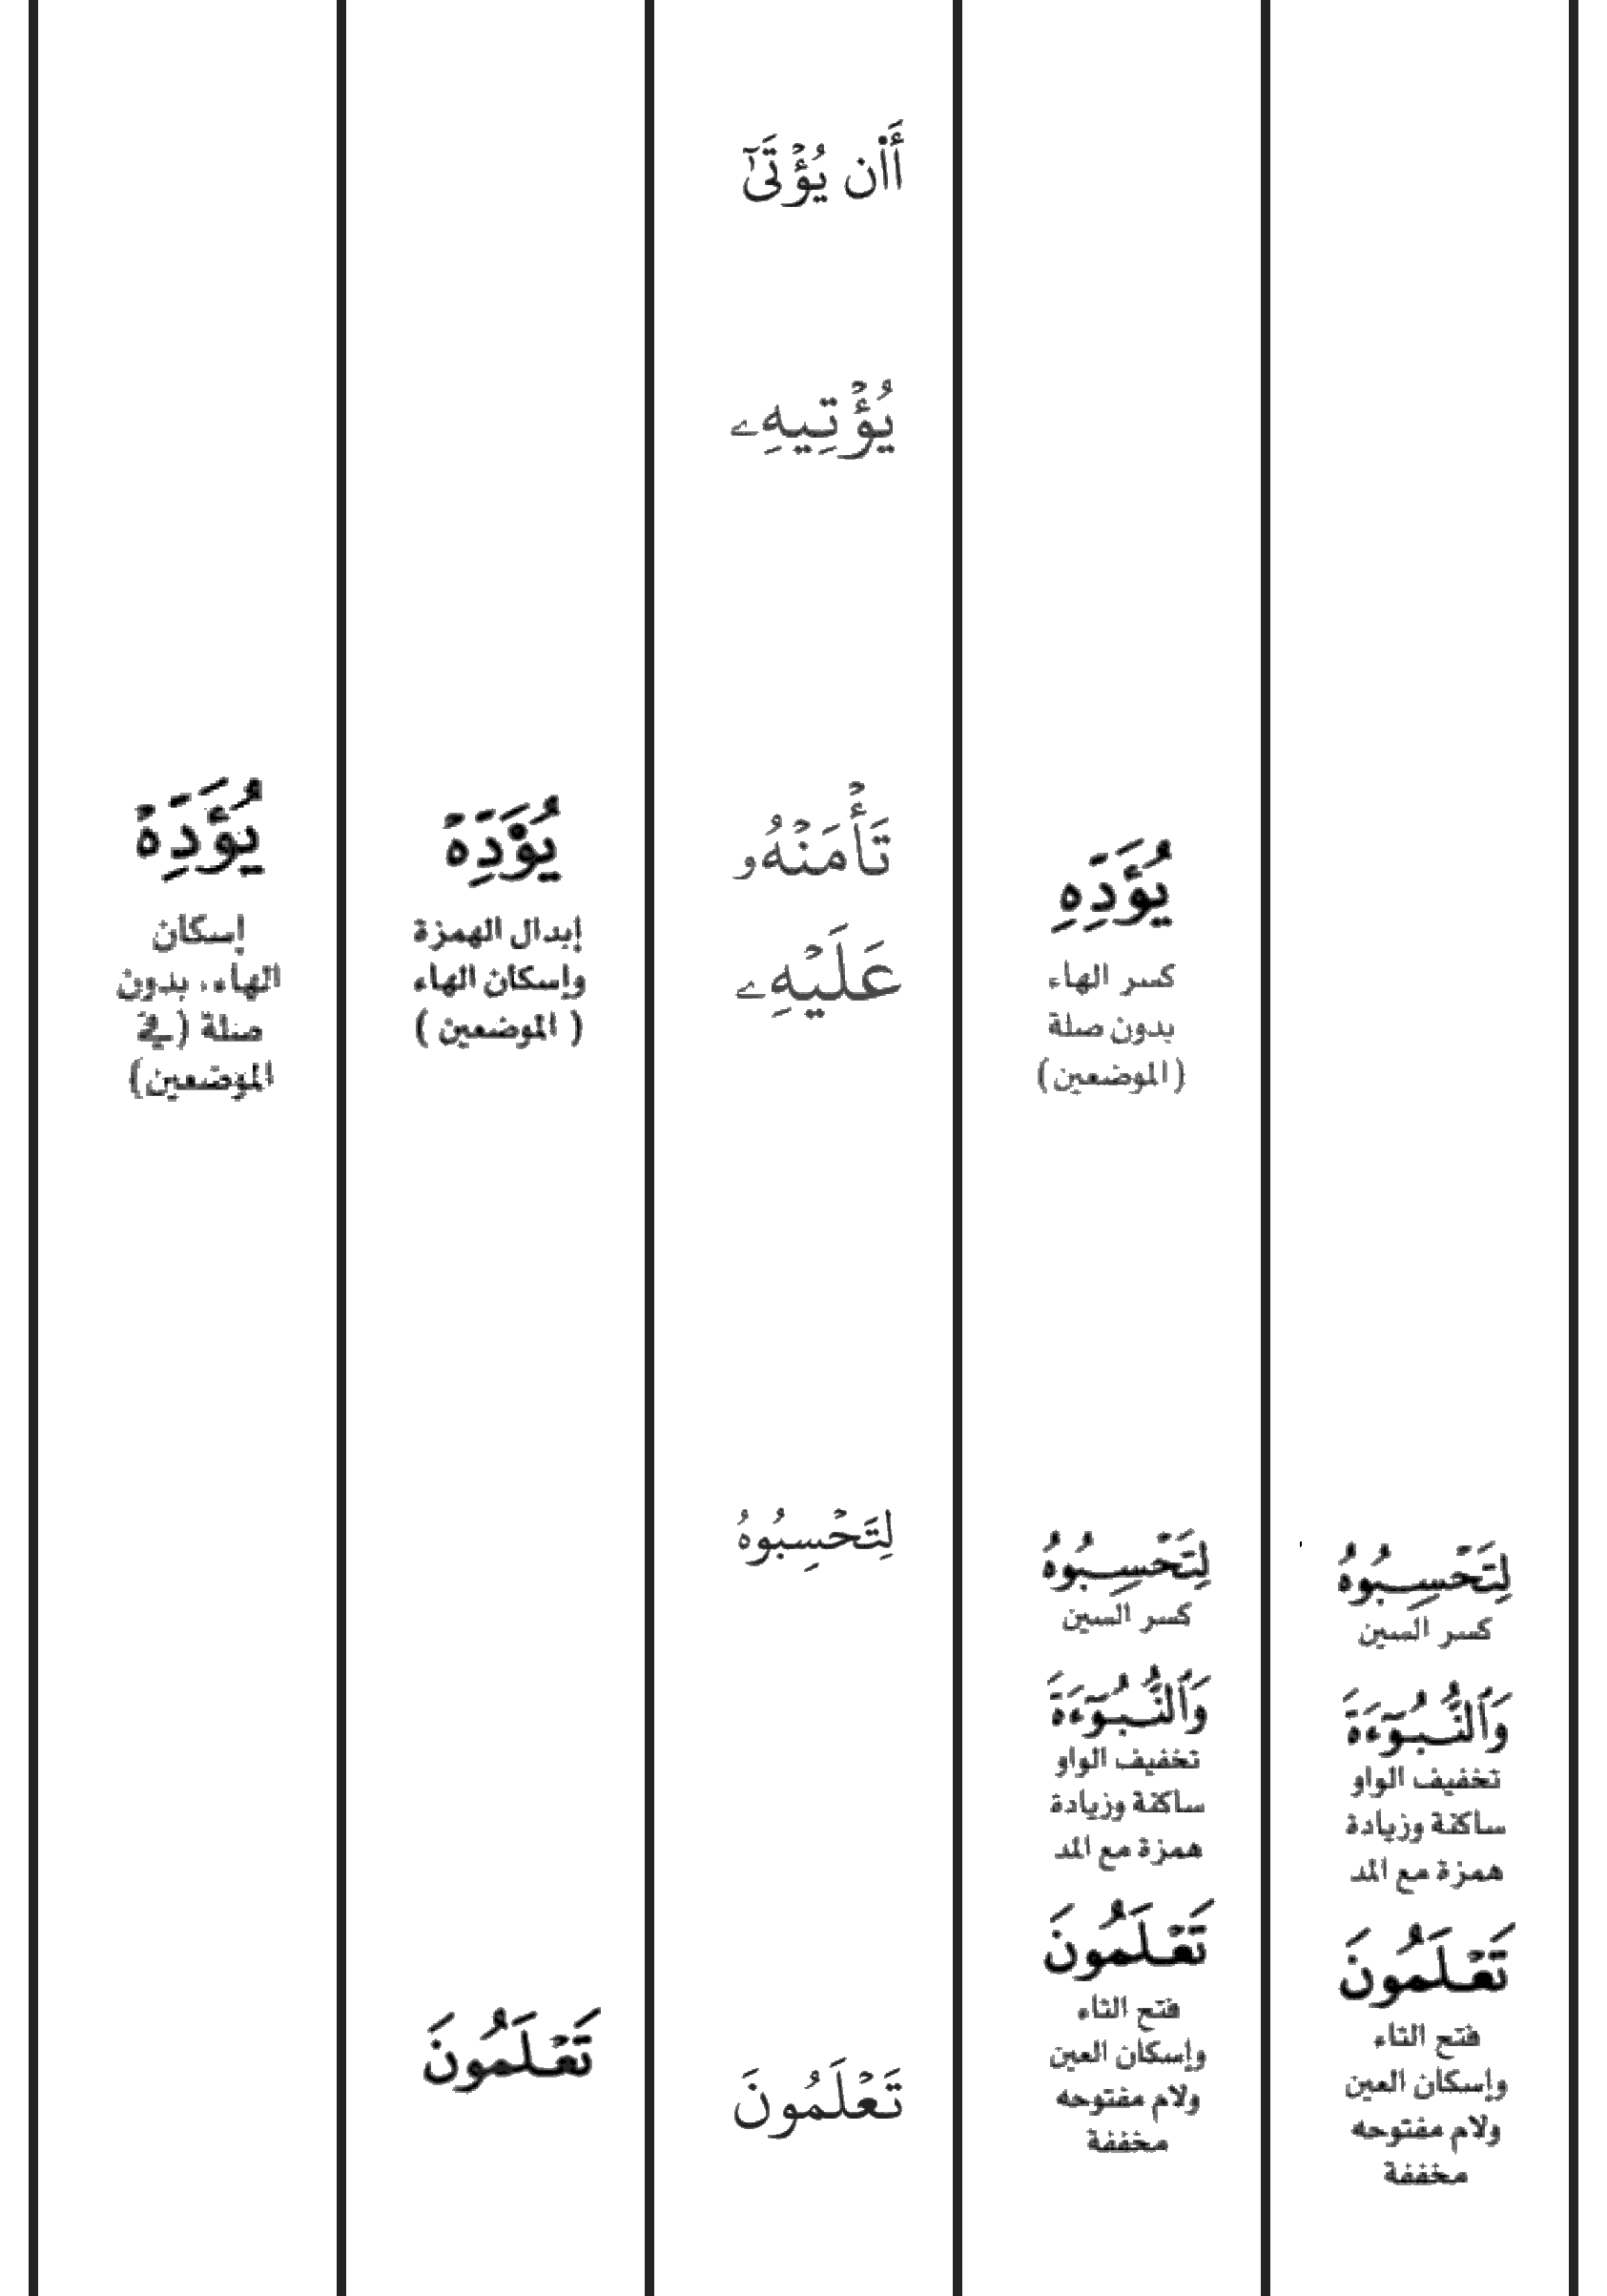 لِتَحۡسِبُوهُ
كسر السين
وَٱلنُّبُوٓءَةَ
تخفيف الواو
ساكنة وزيادة
همزة مع المد
تَعۡلَمُونَ
فتح التاء
وإسكان العين
ولام مفتوحه
مخففة
يُؤَدِّهِ
كسر الهاء
بدون صلة
(الموضعين)
لِتَحۡسِبُوهُ
كسر السين
وَٱلنُّبُوٓءَةَ
تخفيف الواو
ساكنة وزيادة
همزة مع المد
تَعۡلَمُونَ
فتح التاء
وإسكان العين
ولام مفتوحه
مخففة
أَا۬ن يُؤۡتَىٰٓ
يُؤۡتِيهِۦ
تَأۡمَنۡهُۥ
عَلَيۡهِۦ
لِتَحۡسِبُوهُ
تَعۡلَمُونَ
يُوَ۬دِّهۡ
إبدال الهمزة
وإسكان الهاء
( الموضعين )
تَعۡلَمُونَ
يُؤَدِّهۡ
إسكان
الهاء، بدون
صلة (في
الموضعين)